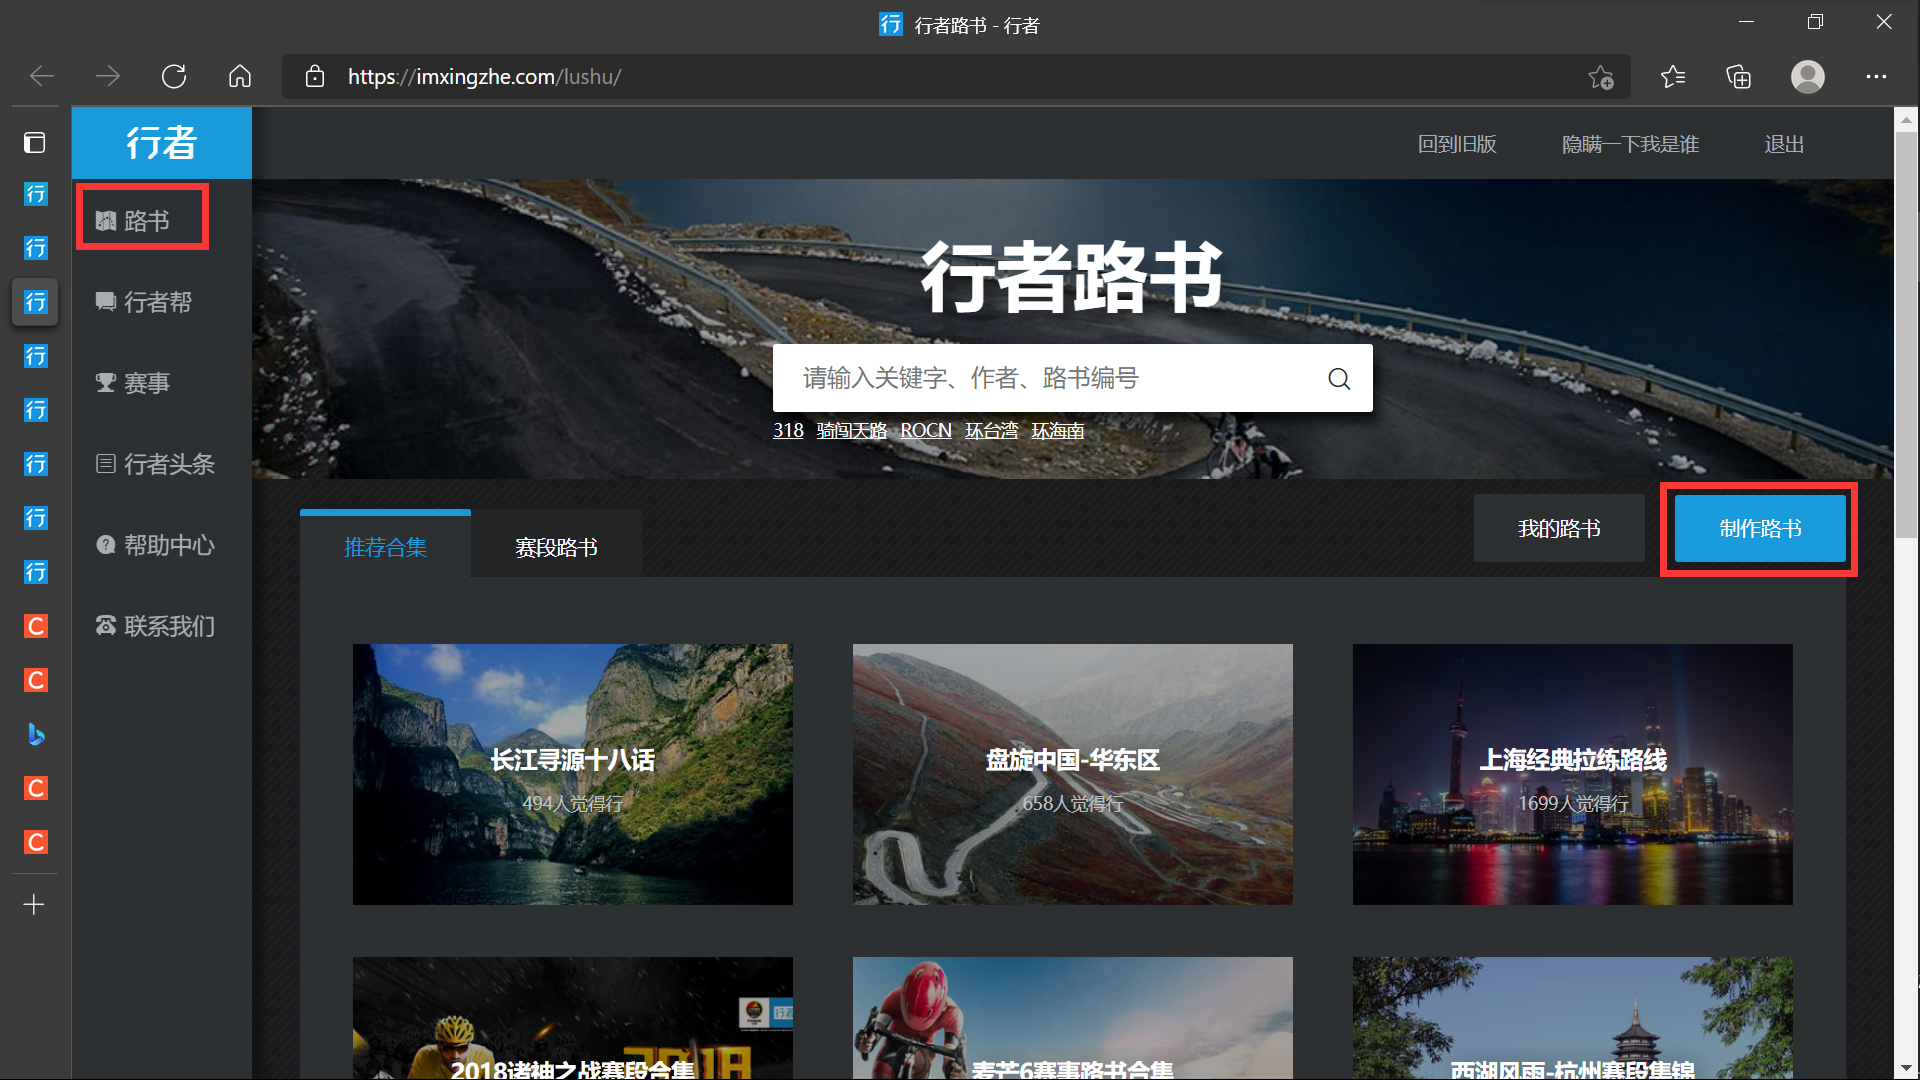 行者路书 - 行者
https://imxingzhe.com/lushu/
行者
回到旧版 隐瞒一下我是谁 退出
路书
行者帮
赛事
行者头条
帮助中心
联系我们
行者路书
请输入关键字、作者、路书编号
318 骑闯天路 ROCN 环台湾 环海南
推荐合集 赛段路书 我的路书 制作路书
长江寻源十八话
494人觉得行
盘旋中国-华东区
658人觉得行
上海经典拉练路线
1699人觉得行
2018诸神之战赛段合集
麦芒6赛事路书合集
西湖风雨-杭州赛段集锦